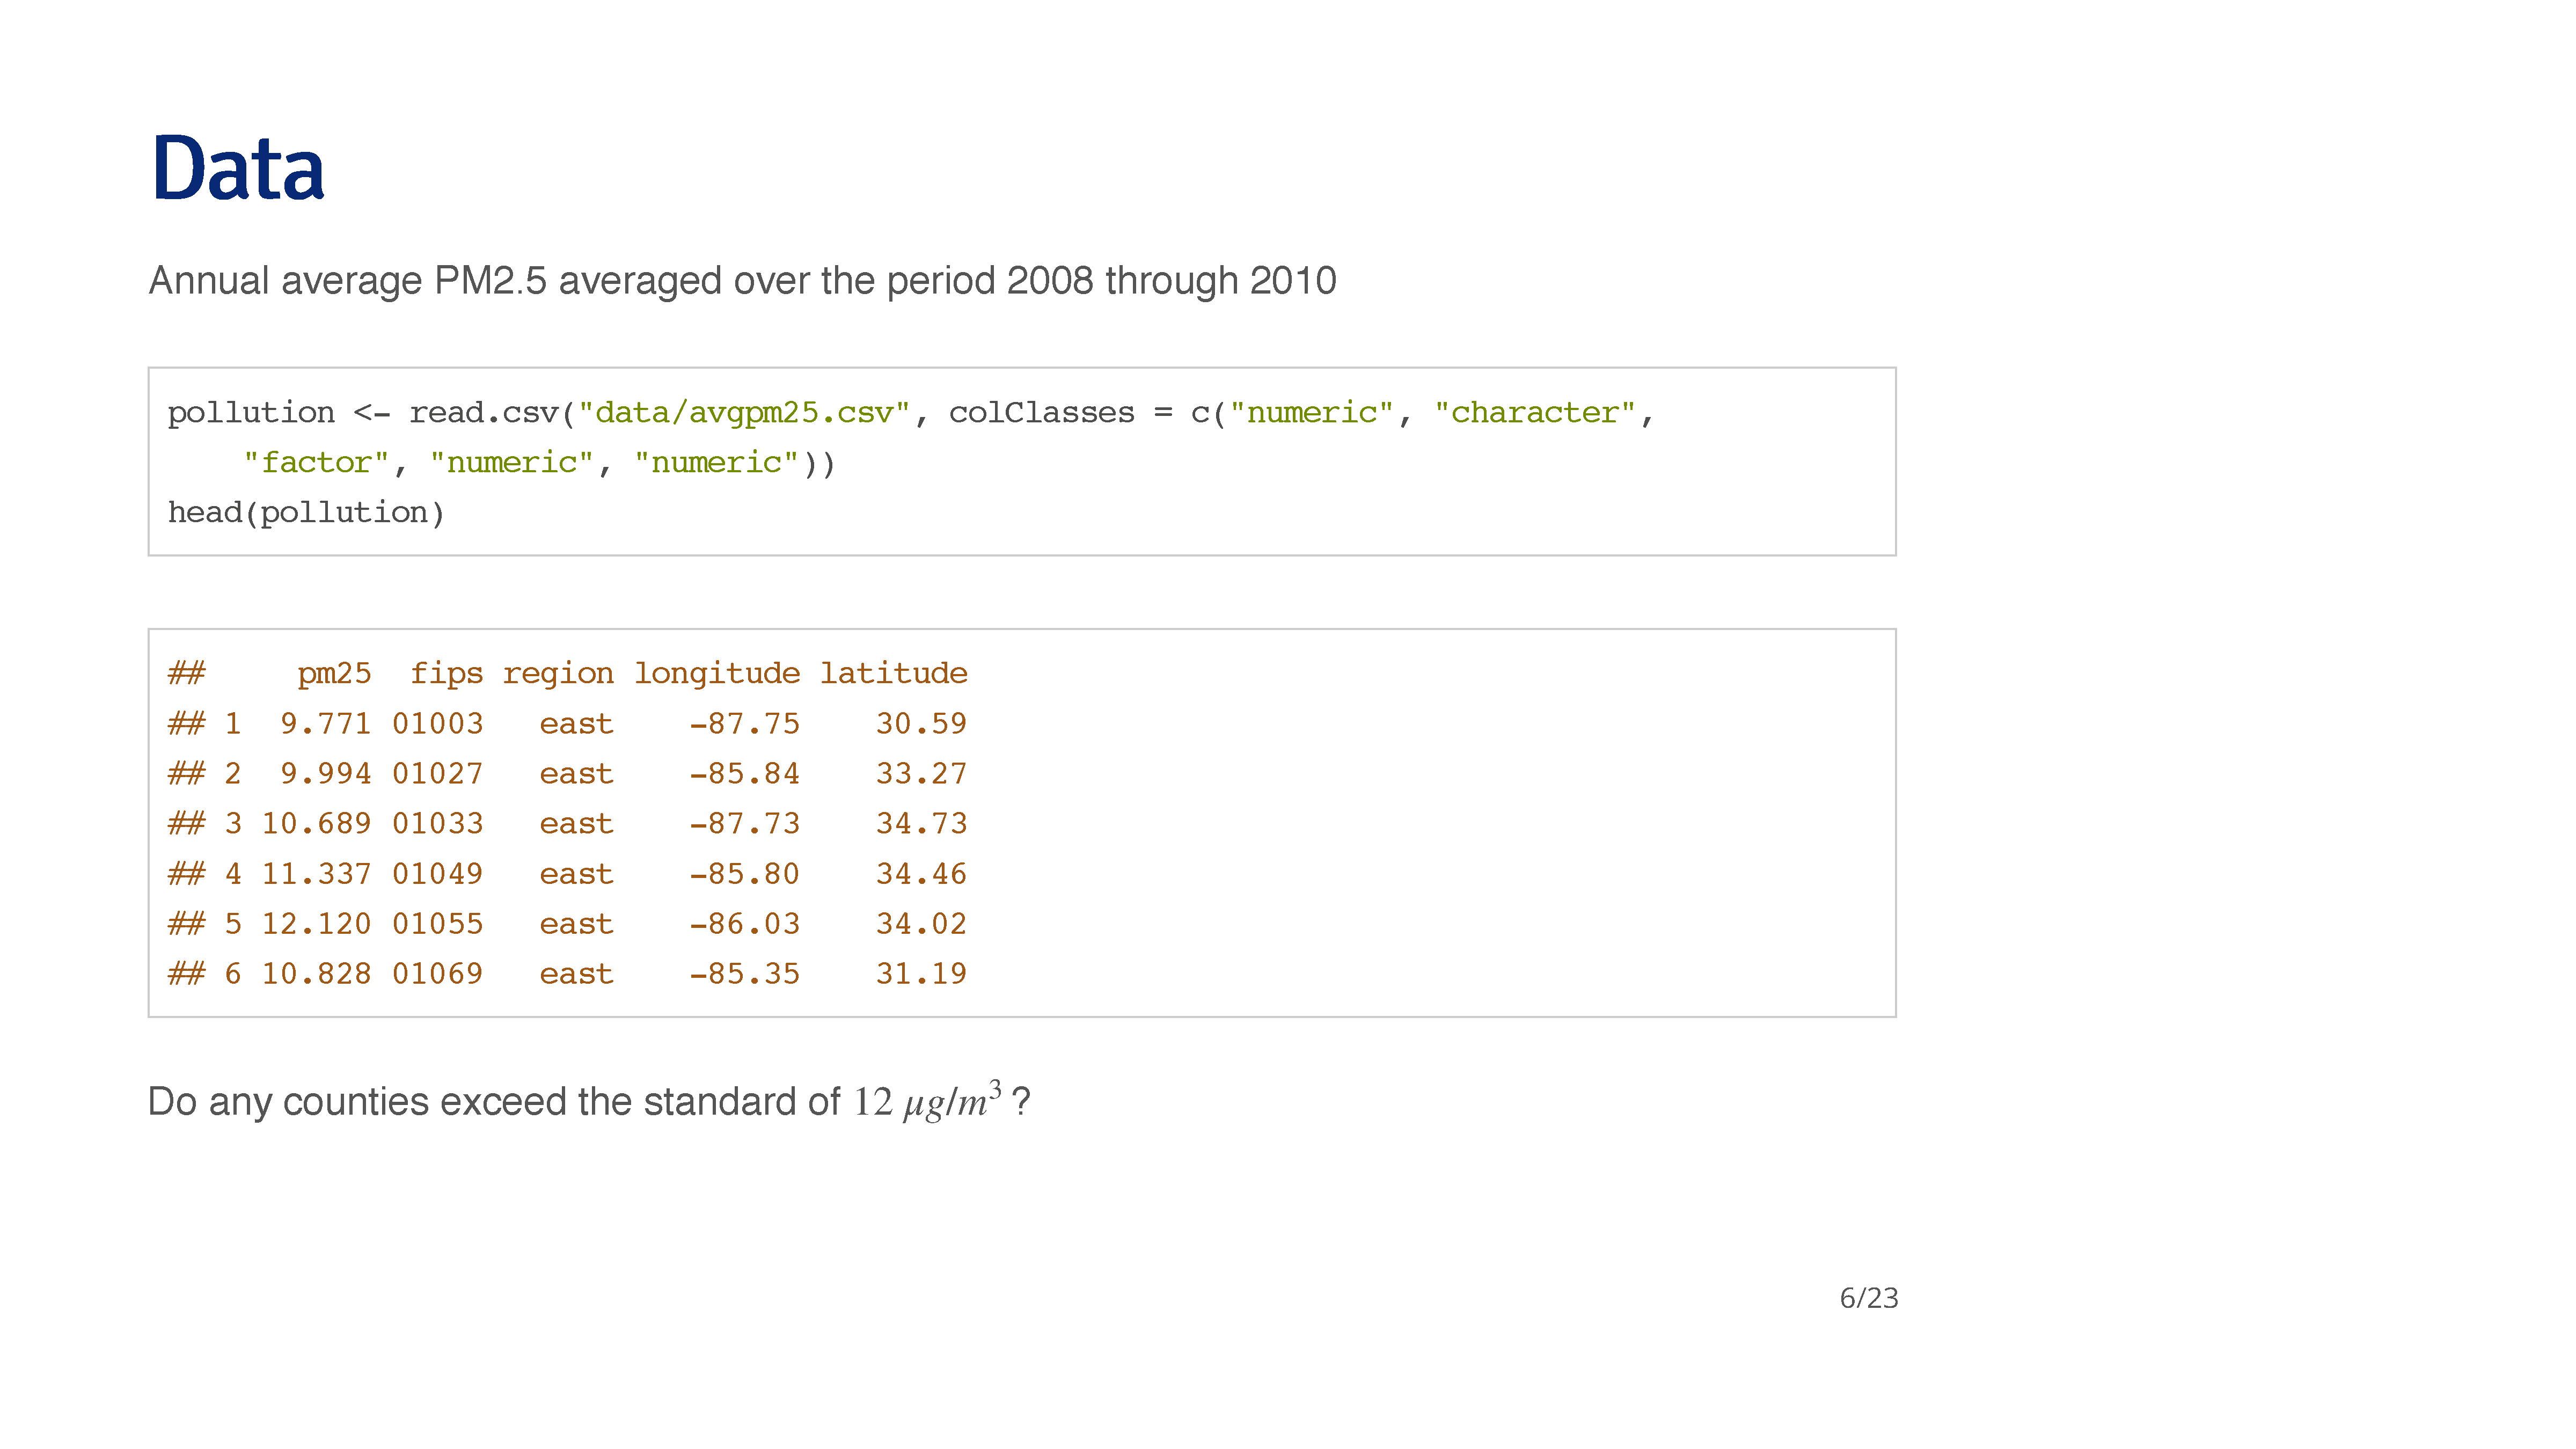 Data
Annual average PM2.5 averaged over the period 2008 through 2010
pollution <- read.csv("data/avgpm25.csv", colClasses = c("numeric", "character",
    "factor", "numeric", "numeric"))
head(pollution)
##     pm25  fips region longitude latitude
## 1  9.771 01003   east    -87.75    30.59
## 2  9.994 01027   east    -85.84    33.27
## 3 10.689 01033   east    -87.73    34.73
## 4 11.337 01049   east    -85.80    34.46
## 5 12.120 01055   east    -86.03    34.02
## 6 10.828 01069   east    -85.35    31.19
Do any counties exceed the standard of 12 μg/m³ ?
6/23